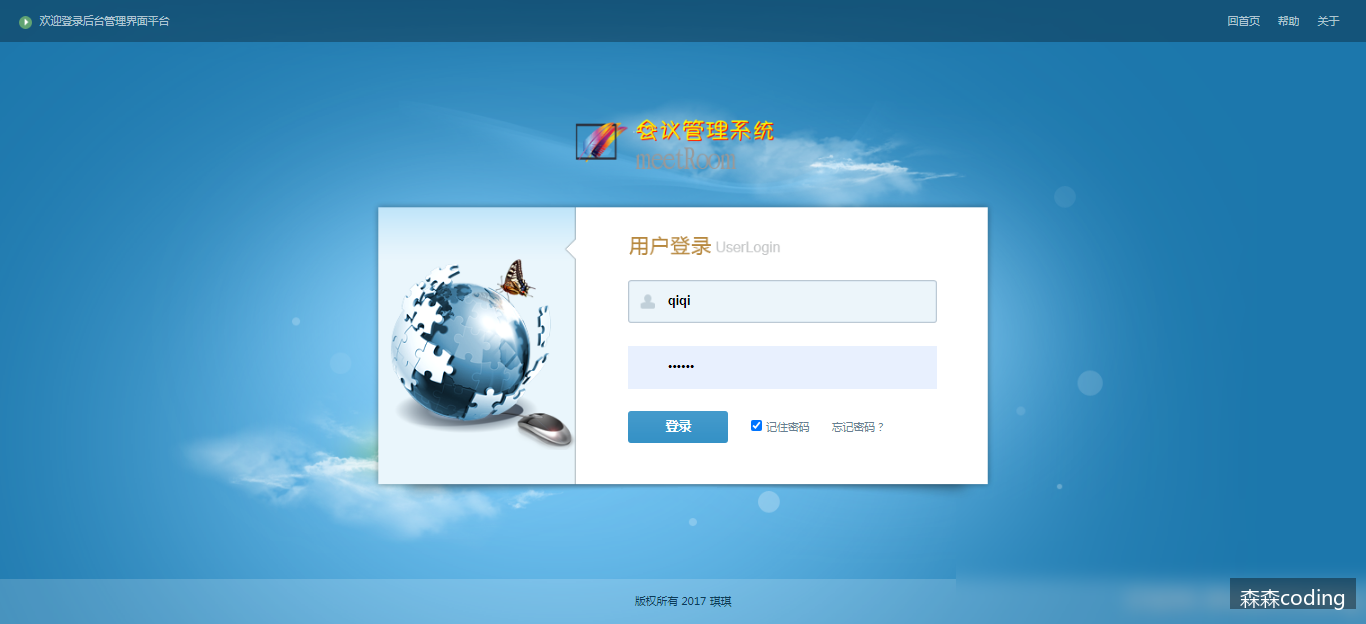 欢迎登录后台管理界面平台
回首页 帮助 关于
会议管理系统
meetRoom
用户登录 UserLogin
qiqi
••••••
登录 记住密码 忘记密码？
版权所有 2017 琪琪
森森coding